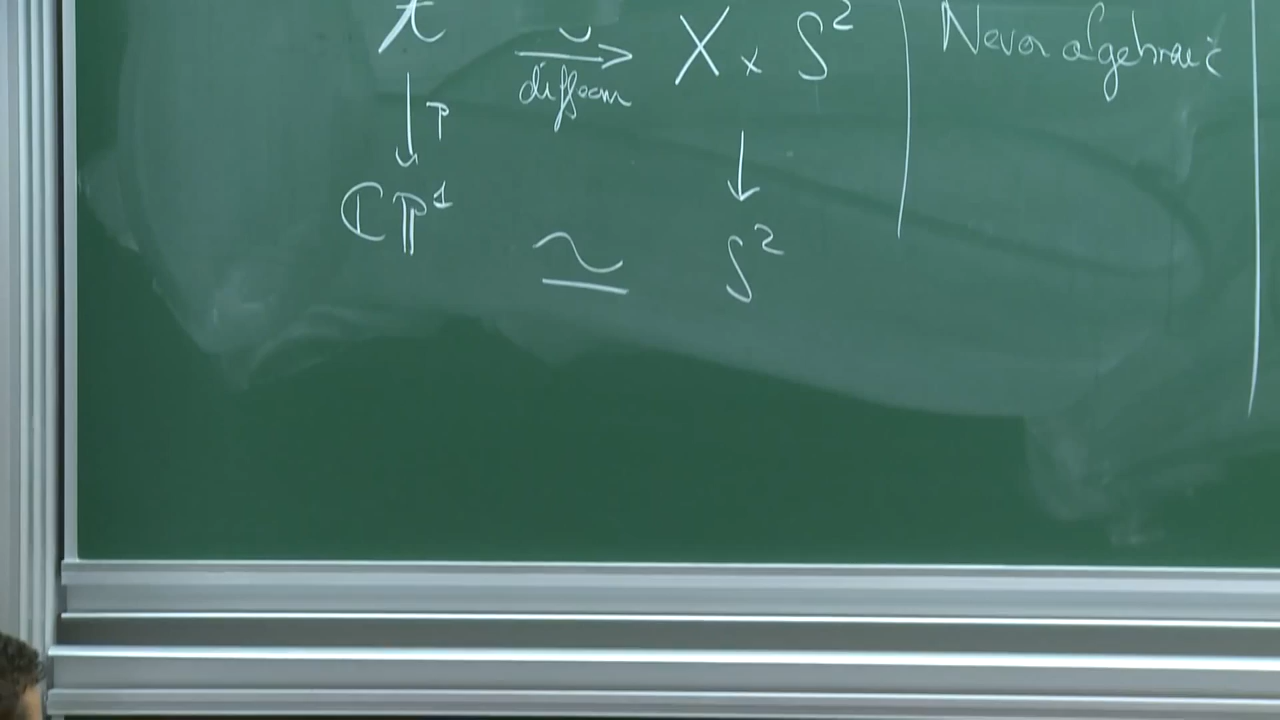 ⟶ X × S²
diffeom
↓ P ↓
ℂℙ¹ ≃ S²
Never algebraic